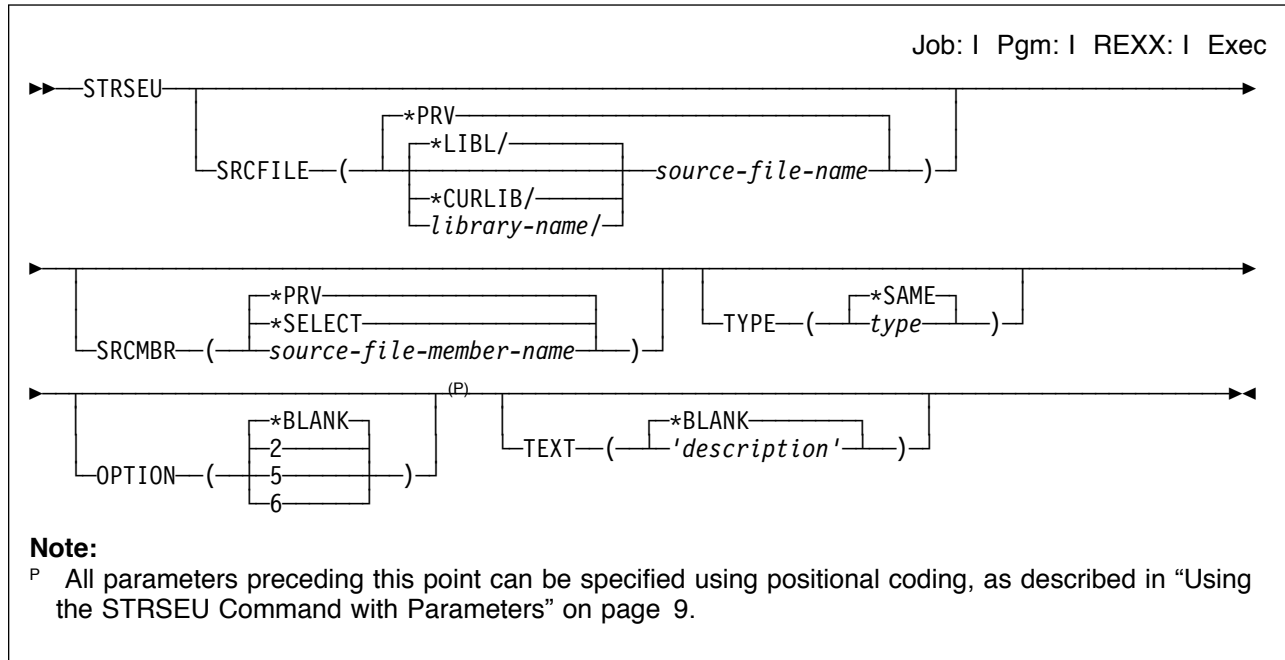 Job: I Pgm: I REXX: I Exec
STRSEU
*PRV
*LIBL/
SRCFILE ( source-file-name )
*CURLIB/
library-name/
*PRV *SAME
*SELECT TYPE ( type )
SRCMBR ( source-file-member-name )
(P)
*BLANK *BLANK
2 TEXT ( 'description' )
OPTION ( 5 )
6
Note:
P All parameters preceding this point can be specified using positional coding, as described in “Using
the STRSEU Command with Parameters” on page 9.